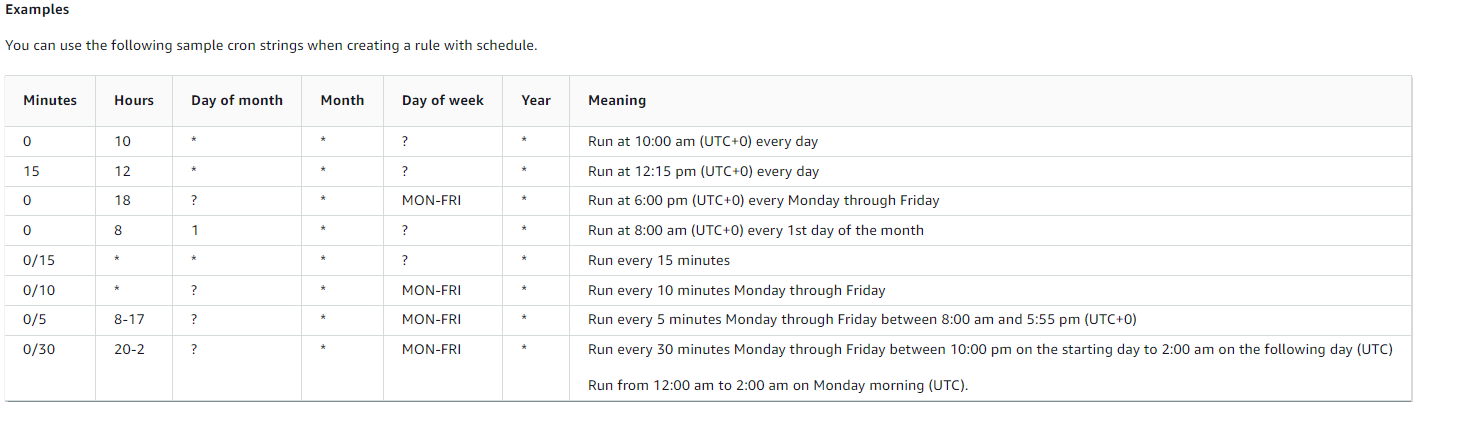 Examples
You can use the following sample cron strings when creating a rule with schedule.
Minutes Hours Day of month Month Day of week Year Meaning
0 10 * * ? * Run at 10:00 am (UTC+0) every day
15 12 * * ? * Run at 12:15 pm (UTC+0) every day
0 18 ? * MON-FRI * Run at 6:00 pm (UTC+0) every Monday through Friday
0 8 1 * ? * Run at 8:00 am (UTC+0) every 1st day of the month
0/15 * * * ? * Run every 15 minutes
0/10 * ? * MON-FRI * Run every 10 minutes Monday through Friday
0/5 8-17 ? * MON-FRI * Run every 5 minutes Monday through Friday between 8:00 am and 5:55 pm (UTC+0)
0/30 20-2 ? * MON-FRI * Run every 30 minutes Monday through Friday between 10:00 pm on the starting day to 2:00 am on the following day (UTC)
Run from 12:00 am to 2:00 am on Monday morning (UTC).